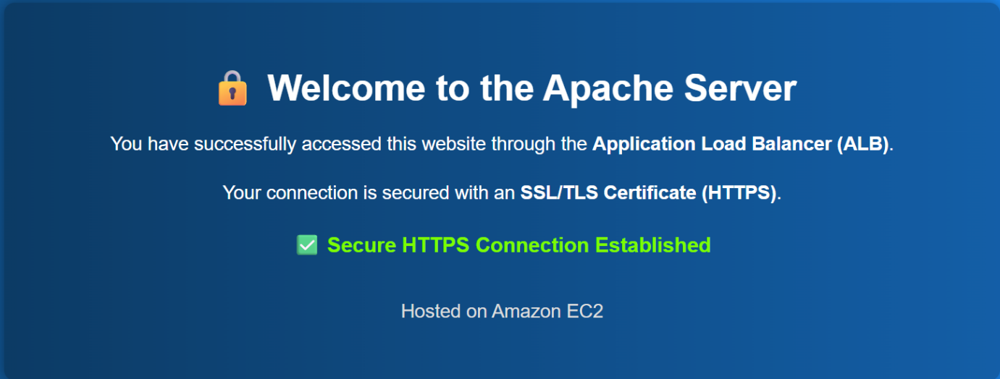 Welcome to the Apache Server
You have successfully accessed this website through the Application Load Balancer (ALB).
Your connection is secured with an SSL/TLS Certificate (HTTPS).
Secure HTTPS Connection Established
Hosted on Amazon EC2